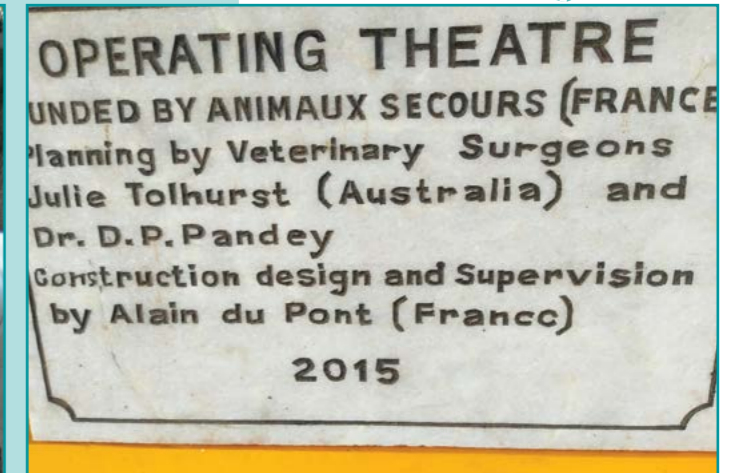 OPERATING THEATRE
UNDED BY ANIMAUX SECOURS (FRANCE
Planning by Veterinary Surgeons
Julie Tolhurst (Australia) and
Dr. D.P. Pandey
Construction design and Supervision
by Alain du Pont (Francc)
2015